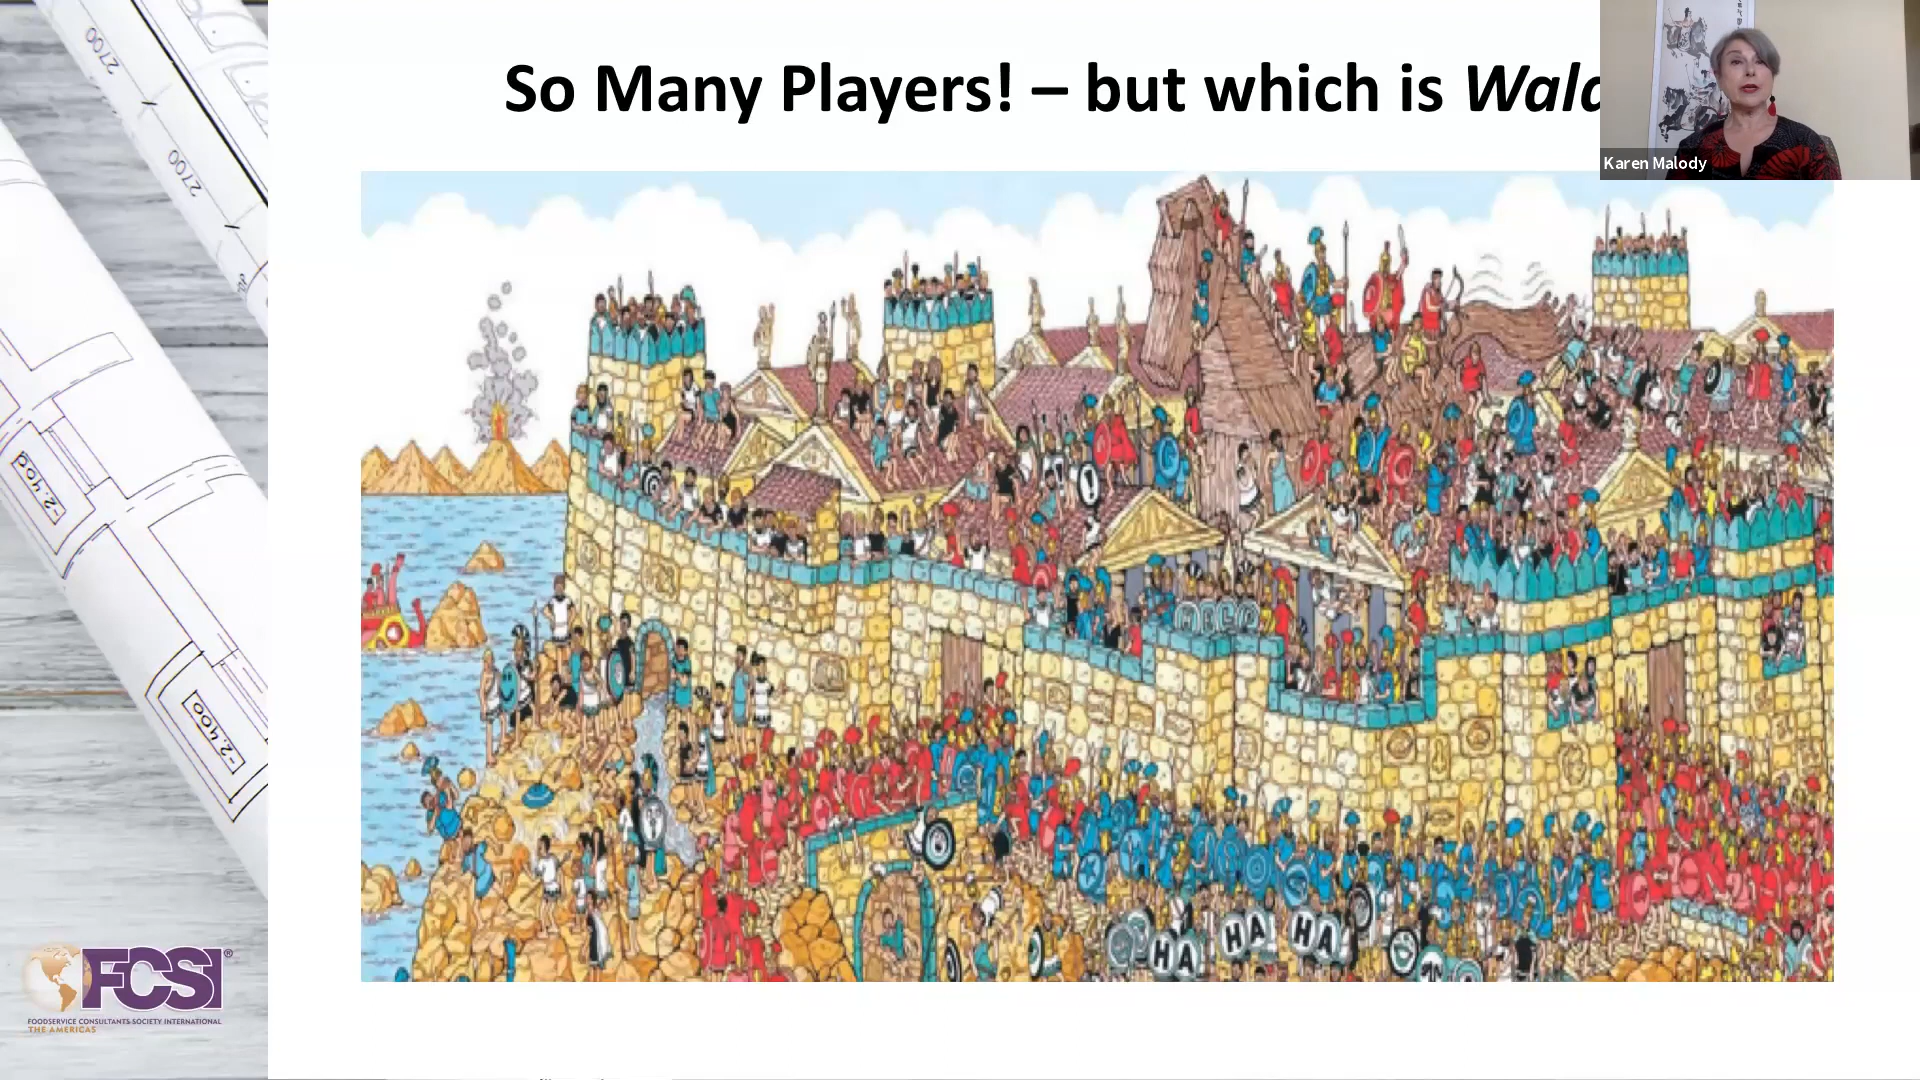 So Many Players! – but which is Wald
Karen Malody
2700
2700
-2.400
-2.400
HA HA HA
FCSI®
FOODSERVICE CONSULTANTS SOCIETY INTERNATIONAL
THE AMERICAS